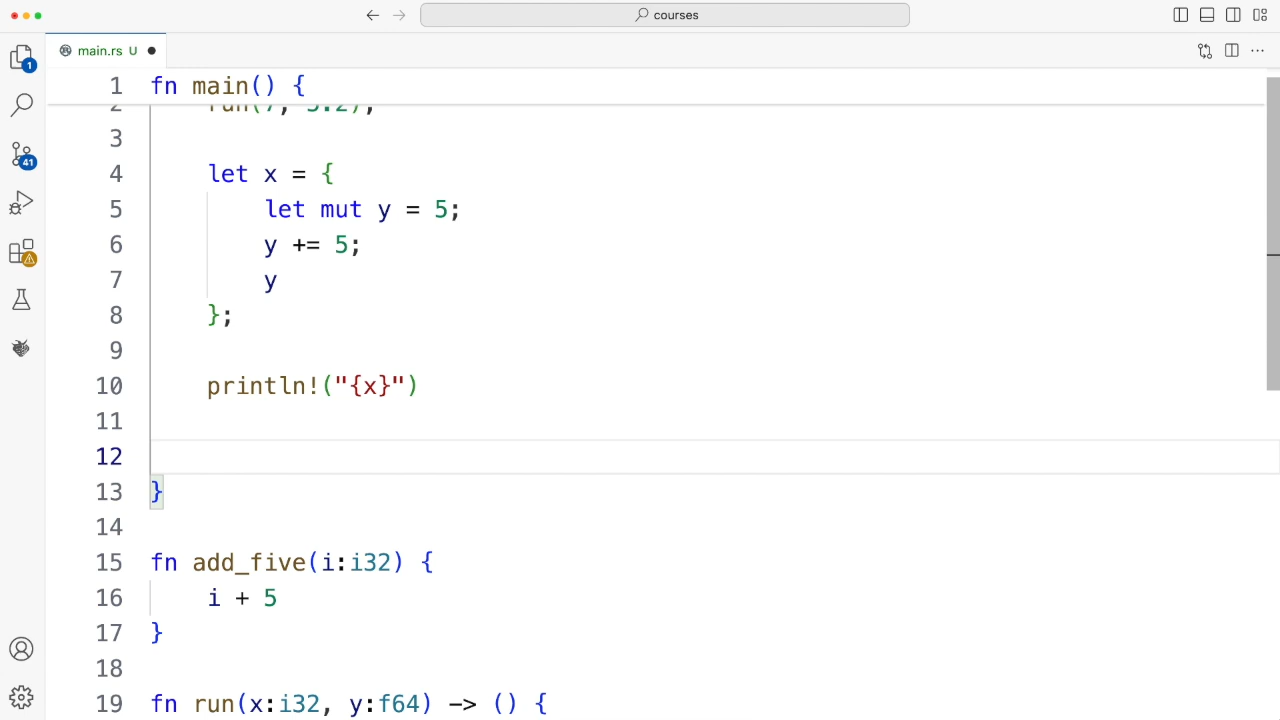 courses
main.rs U
1
41
1 fn main() {
2 run(7, 5.2);
3
4 let x = {
5 let mut y = 5;
6 y += 5;
7 y
8 };
9
10 println!("{x}")
11
12
13 }
14
15 fn add_five(i:i32) {
16 i + 5
17 }
18
19 fn run(x:i32, y:f64) -> () {